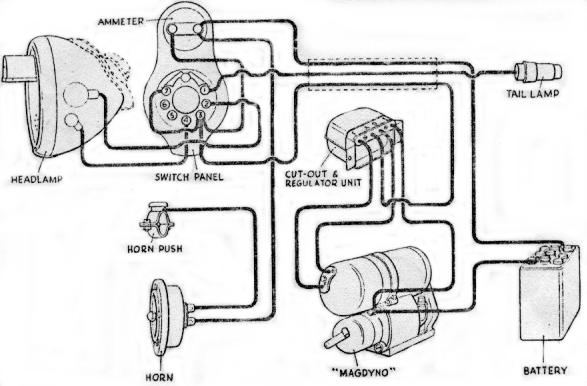 AMMETER
TAIL LAMP
HEADLAMP
SWITCH PANEL
CUT-OUT &
REGULATOR UNIT
HORN PUSH
HORN
"MAGDYNO"
BATTERY